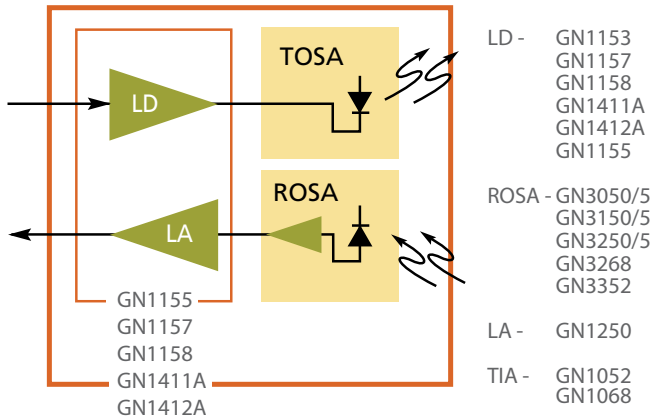 TOSA
LD
ROSA
LA
GN1155
GN1157
GN1158
GN1411A
GN1412A
LD - GN1153
GN1157
GN1158
GN1411A
GN1412A
GN1155
ROSA - GN3050/5
GN3150/5
GN3250/5
GN3268
GN3352
LA - GN1250
TIA - GN1052
GN1068